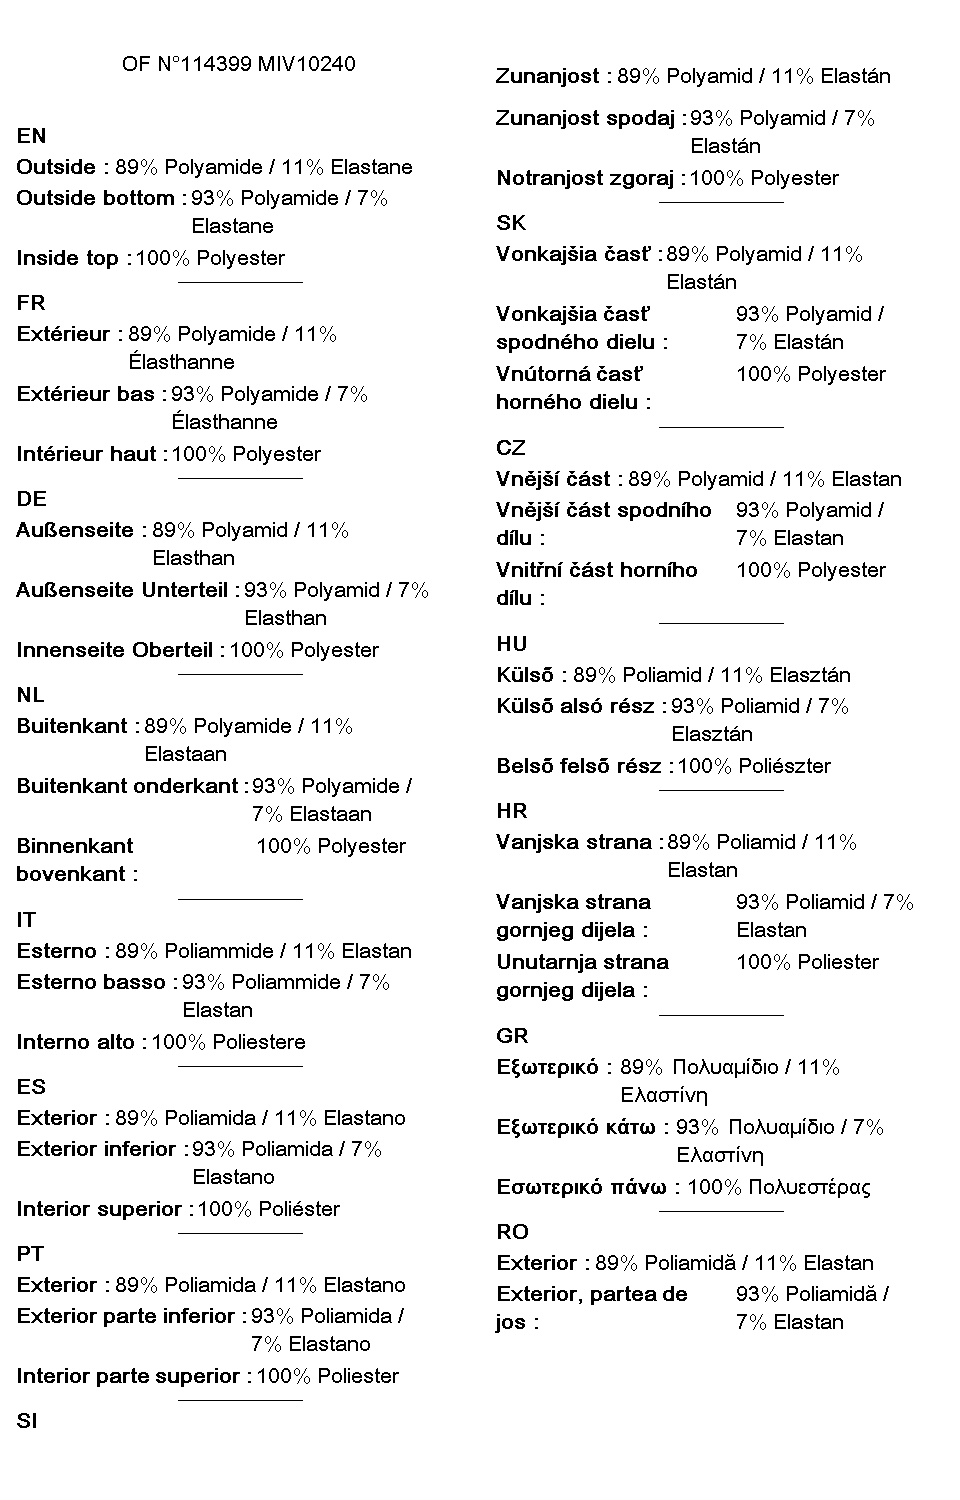 OF N°114399 MIV10240
EN
Outside : 89% Polyamide / 11% Elastane
Outside bottom : 93% Polyamide / 7%
Elastane
Inside top : 100% Polyester
FR
Extérieur : 89% Polyamide / 11%
Élasthanne
Extérieur bas : 93% Polyamide / 7%
Élasthanne
Intérieur haut : 100% Polyester
DE
Außenseite : 89% Polyamid / 11%
Elasthan
Außenseite Unterteil : 93% Polyamid / 7%
Elasthan
Innenseite Oberteil : 100% Polyester
NL
Buitenkant : 89% Polyamide / 11%
Elastaan
Buitenkant onderkant : 93% Polyamide /
7% Elastaan
Binnenkant 100% Polyester
bovenkant :
IT
Esterno : 89% Poliammide / 11% Elastan
Esterno basso : 93% Poliammide / 7%
Elastan
Interno alto : 100% Poliestere
ES
Exterior : 89% Poliamida / 11% Elastano
Exterior inferior : 93% Poliamida / 7%
Elastano
Interior superior : 100% Poliéster
PT
Exterior : 89% Poliamida / 11% Elastano
Exterior parte inferior : 93% Poliamida /
7% Elastano
Interior parte superior : 100% Poliester
SI
Zunanjost : 89% Polyamid / 11% Elastán
Zunanjost spodaj : 93% Polyamid / 7%
Elastán
Notranjost zgoraj : 100% Polyester
SK
Vonkajšia časť : 89% Polyamid / 11%
Elastán
Vonkajšia časť 93% Polyamid /
spodného dielu : 7% Elastán
Vnútorná časť 100% Polyester
horného dielu :
CZ
Vnější část : 89% Polyamid / 11% Elastan
Vnější část spodního 93% Polyamid /
dílu : 7% Elastan
Vnitřní část horního 100% Polyester
dílu :
HU
Külső : 89% Poliamid / 11% Elasztán
Külső alsó rész : 93% Poliamid / 7%
Elasztán
Belső felső rész : 100% Poliészter
HR
Vanjska strana : 89% Poliamid / 11%
Elastan
Vanjska strana 93% Poliamid / 7%
gornjeg dijela : Elastan
Unutarnja strana 100% Poliester
gornjeg dijela :
GR
Εξωτερικό : 89% Πολυαμίδιο / 11%
Ελαστίνη
Εξωτερικό κάτω : 93% Πολυαμίδιο / 7%
Ελαστίνη
Εσωτερικό πάνω : 100% Πολυεστέρας
RO
Exterior : 89% Poliamidă / 11% Elastan
Exterior, partea de 93% Poliamidă /
jos : 7% Elastan